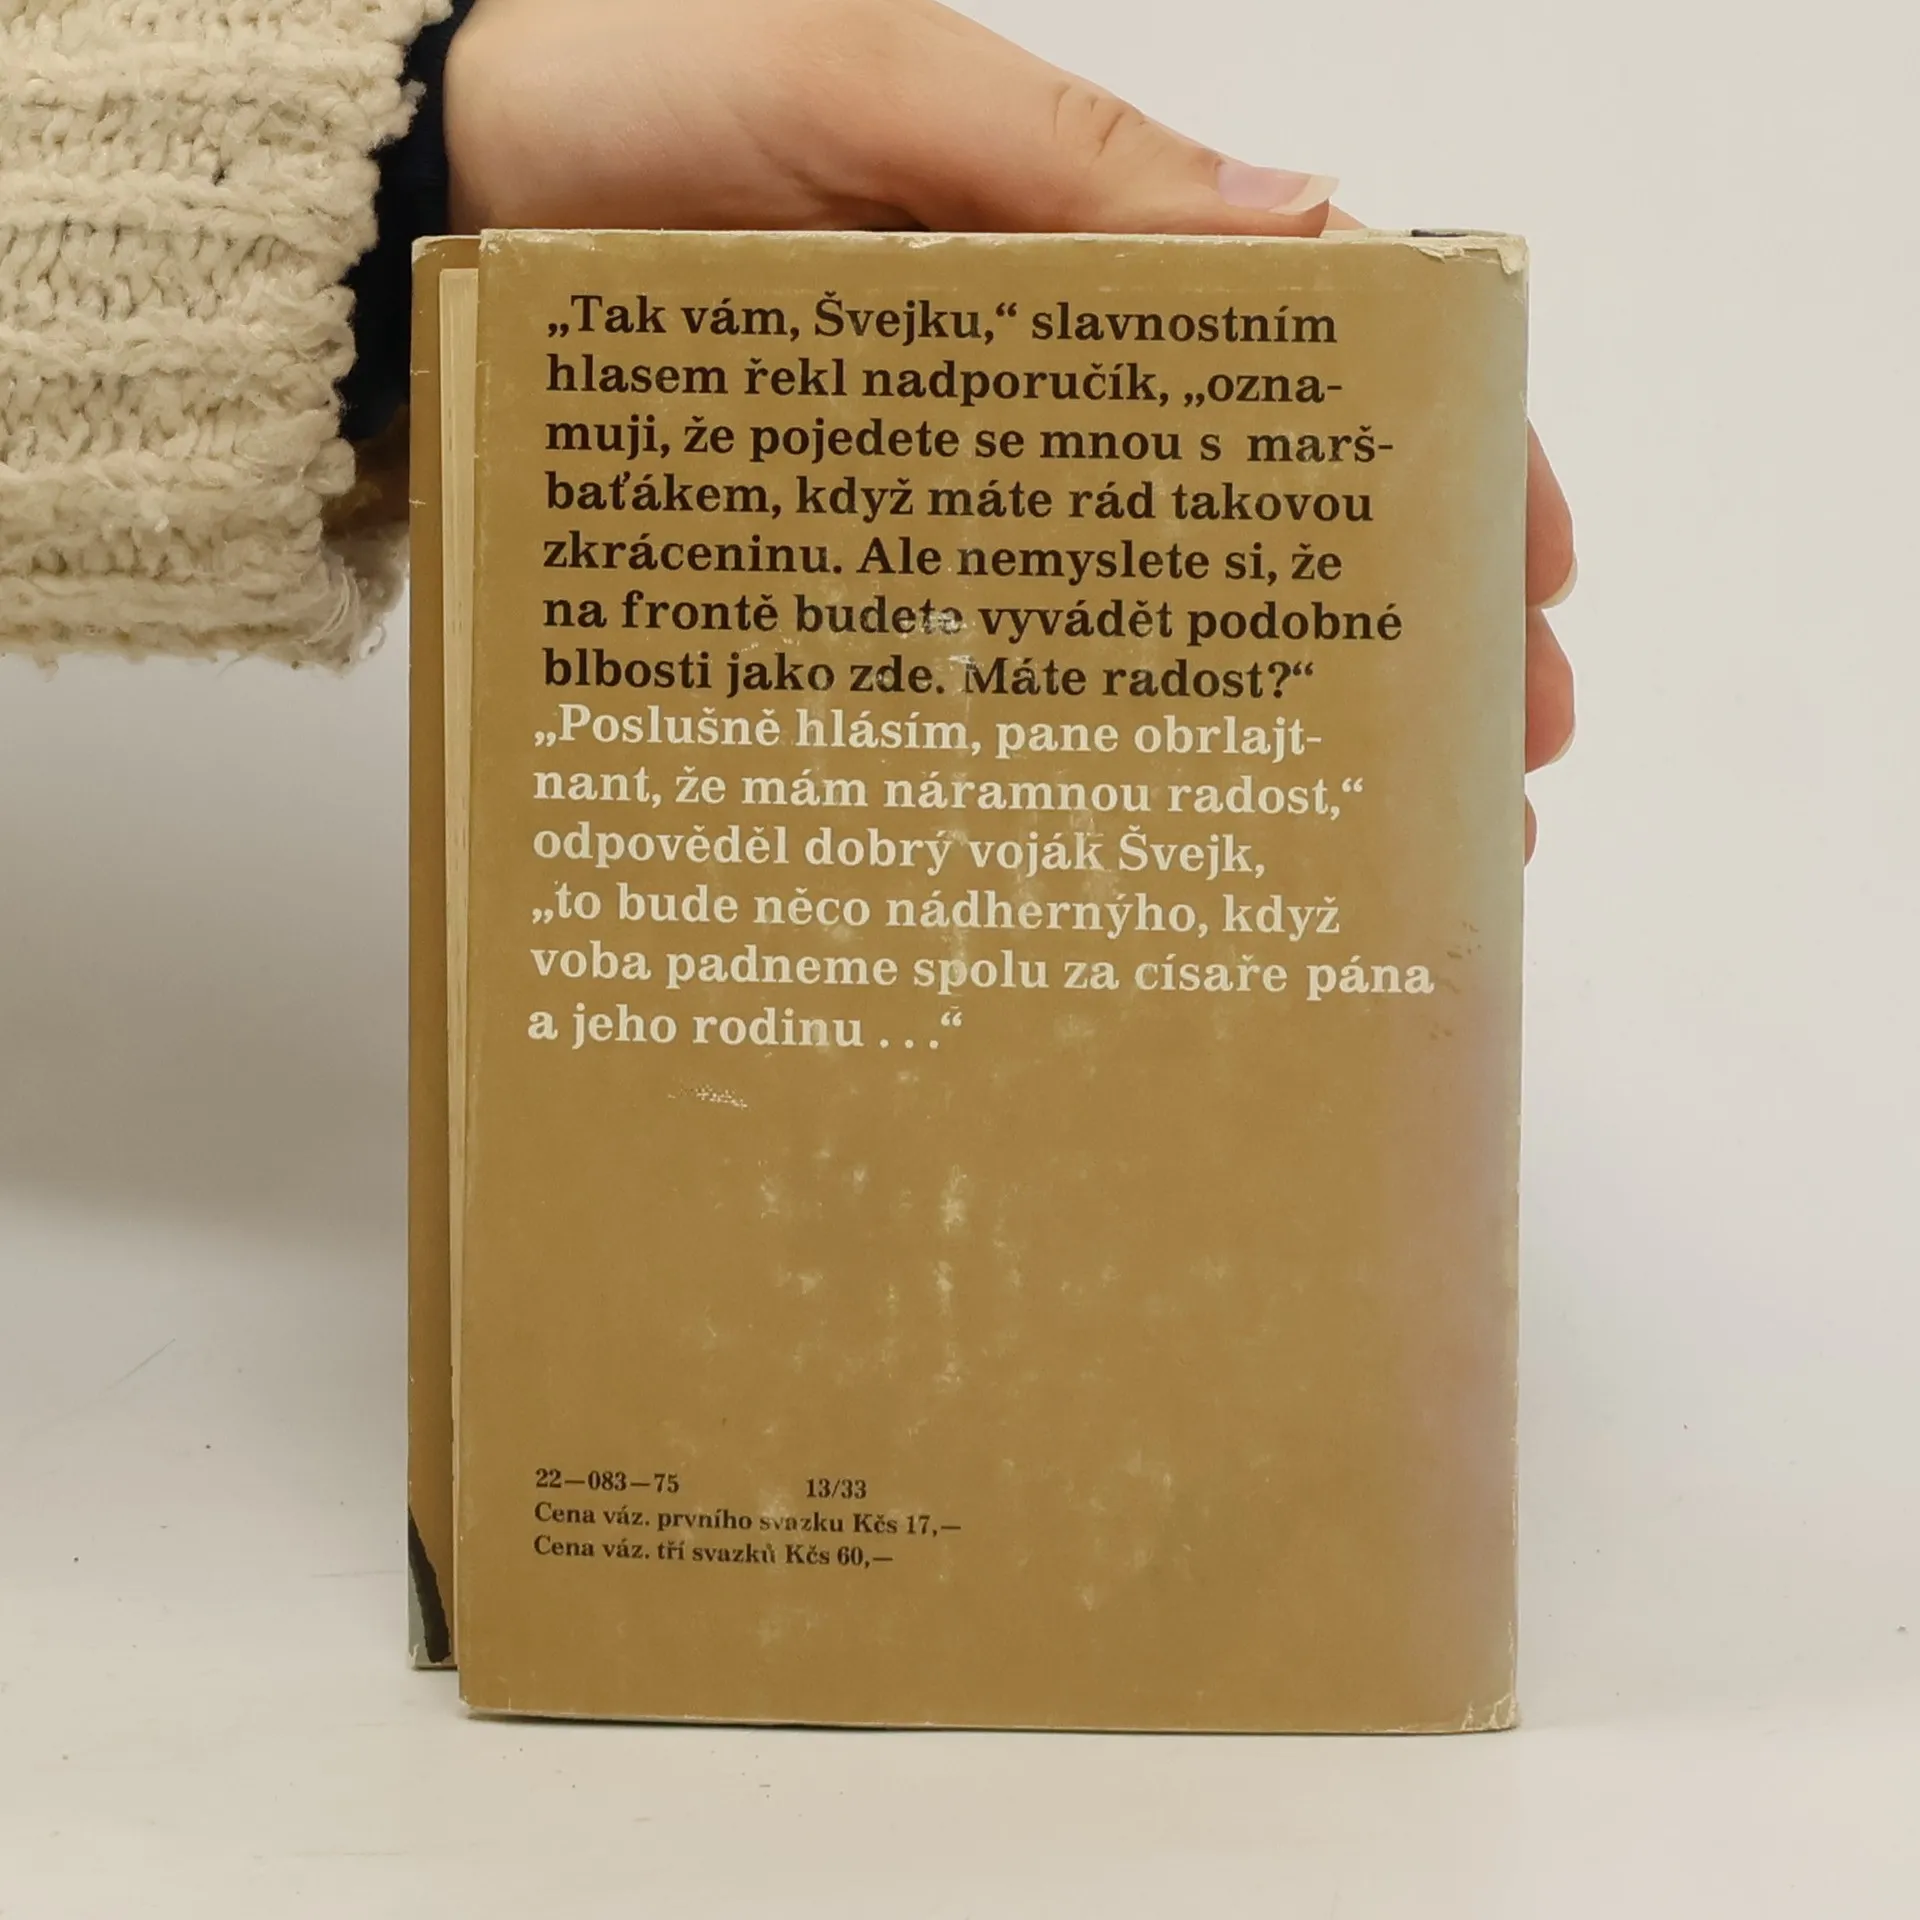 „Tak vám, Švejku,“ slavnostním
hlasem řekl nadporučík, „ozna-
muji, že pojedete se mnou s marš-
baťákem, když máte rád takovou
zkráceninu. Ale nemyslete si, že
na frontě budete vyvádět podobné
blbosti jako zde. Máte radost?“
„Poslušně hlásím, pane obrlajt-
nant, že mám náramnou radost,“
odpověděl dobrý voják Švejk,
„to bude něco nádhernýho, když
voba padneme spolu za císaře pána
a jeho rodinu . . .“
22—083—75 13/33
Cena váz. prvního svazku Kčs 17,—
Cena váz. tří svazků Kčs 60,—